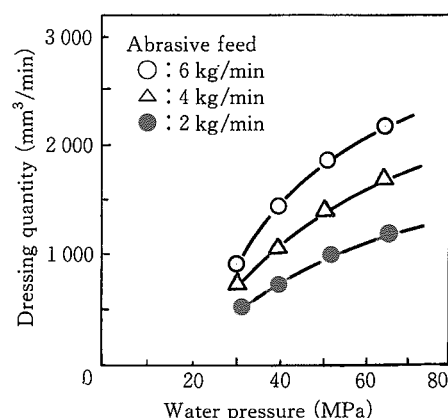 3 000
Abrasive feed
○ : 6 kg/min
△ : 4 kg/min
● : 2 kg/min
2 000
1 000
0
Dressing quantity (mm³/min)
20 40 60 80
Water pressure (MPa)